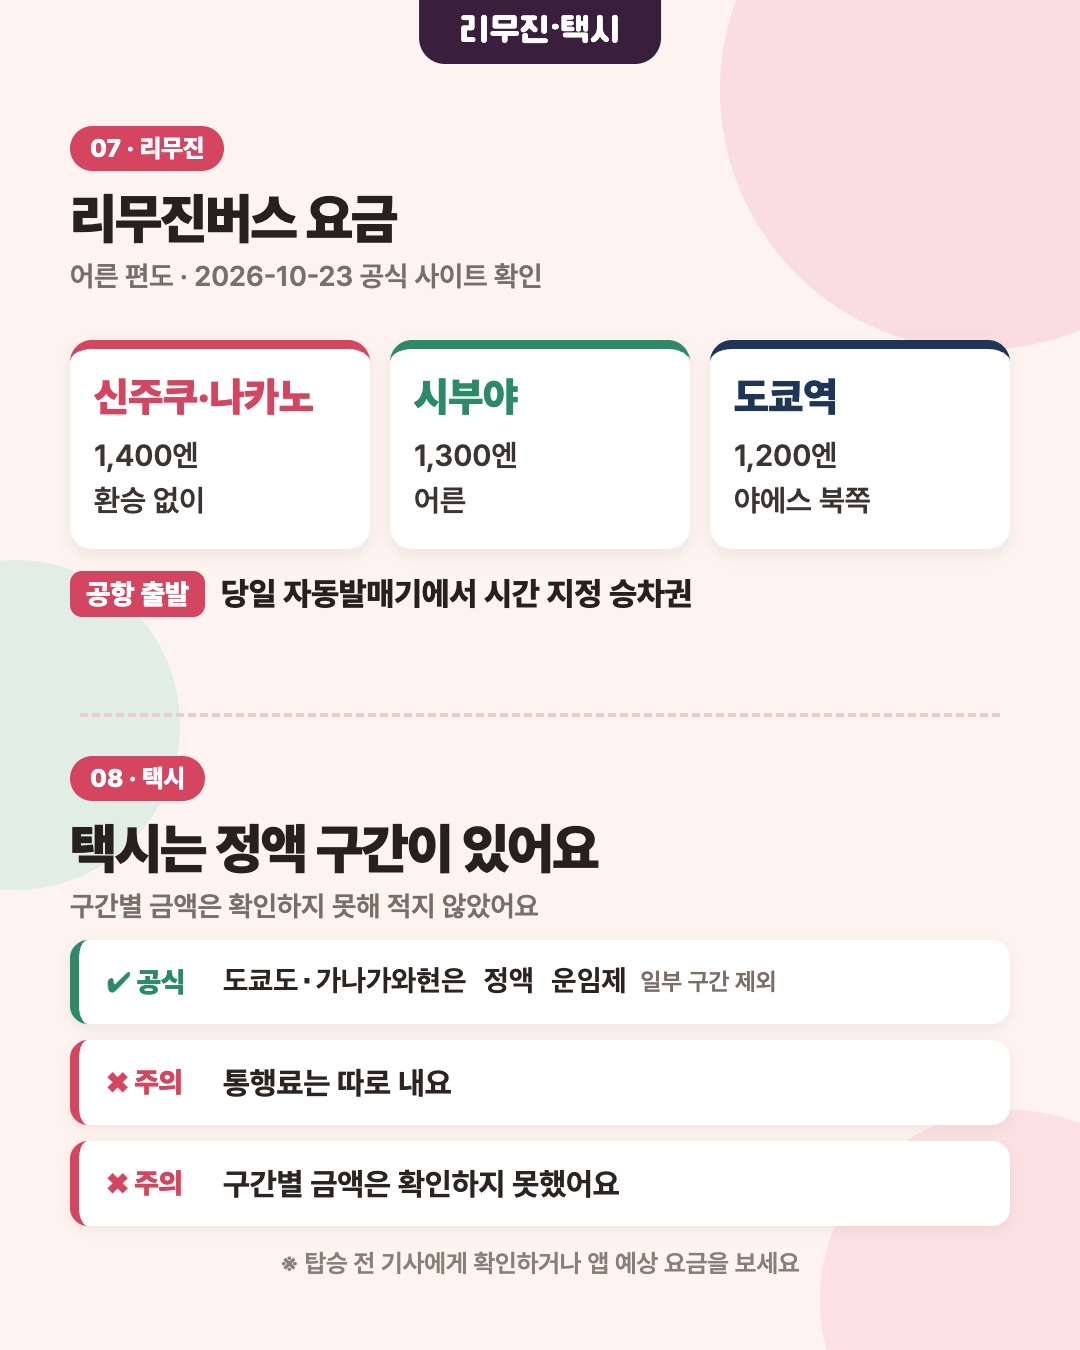 리무진·택시
07 · 리무진
리무진버스 요금
어른 편도 · 2026-10-23 공식 사이트 확인
신주쿠·나카노
1,400엔
환승 없이
시부야
1,300엔
어른
도쿄역
1,200엔
야에스 북쪽
공항 출발 당일 자동발매기에서 시간 지정 승차권
08 · 택시
택시는 정액 구간이 있어요
구간별 금액은 확인하지 못해 적지 않았어요
✔ 공식 도쿄도·가나가와현은 정액 운임제 일부 구간 제외
✖ 주의 통행료는 따로 내요
✖ 주의 구간별 금액은 확인하지 못했어요
※ 탑승 전 기사에게 확인하거나 앱 예상 요금을 보세요